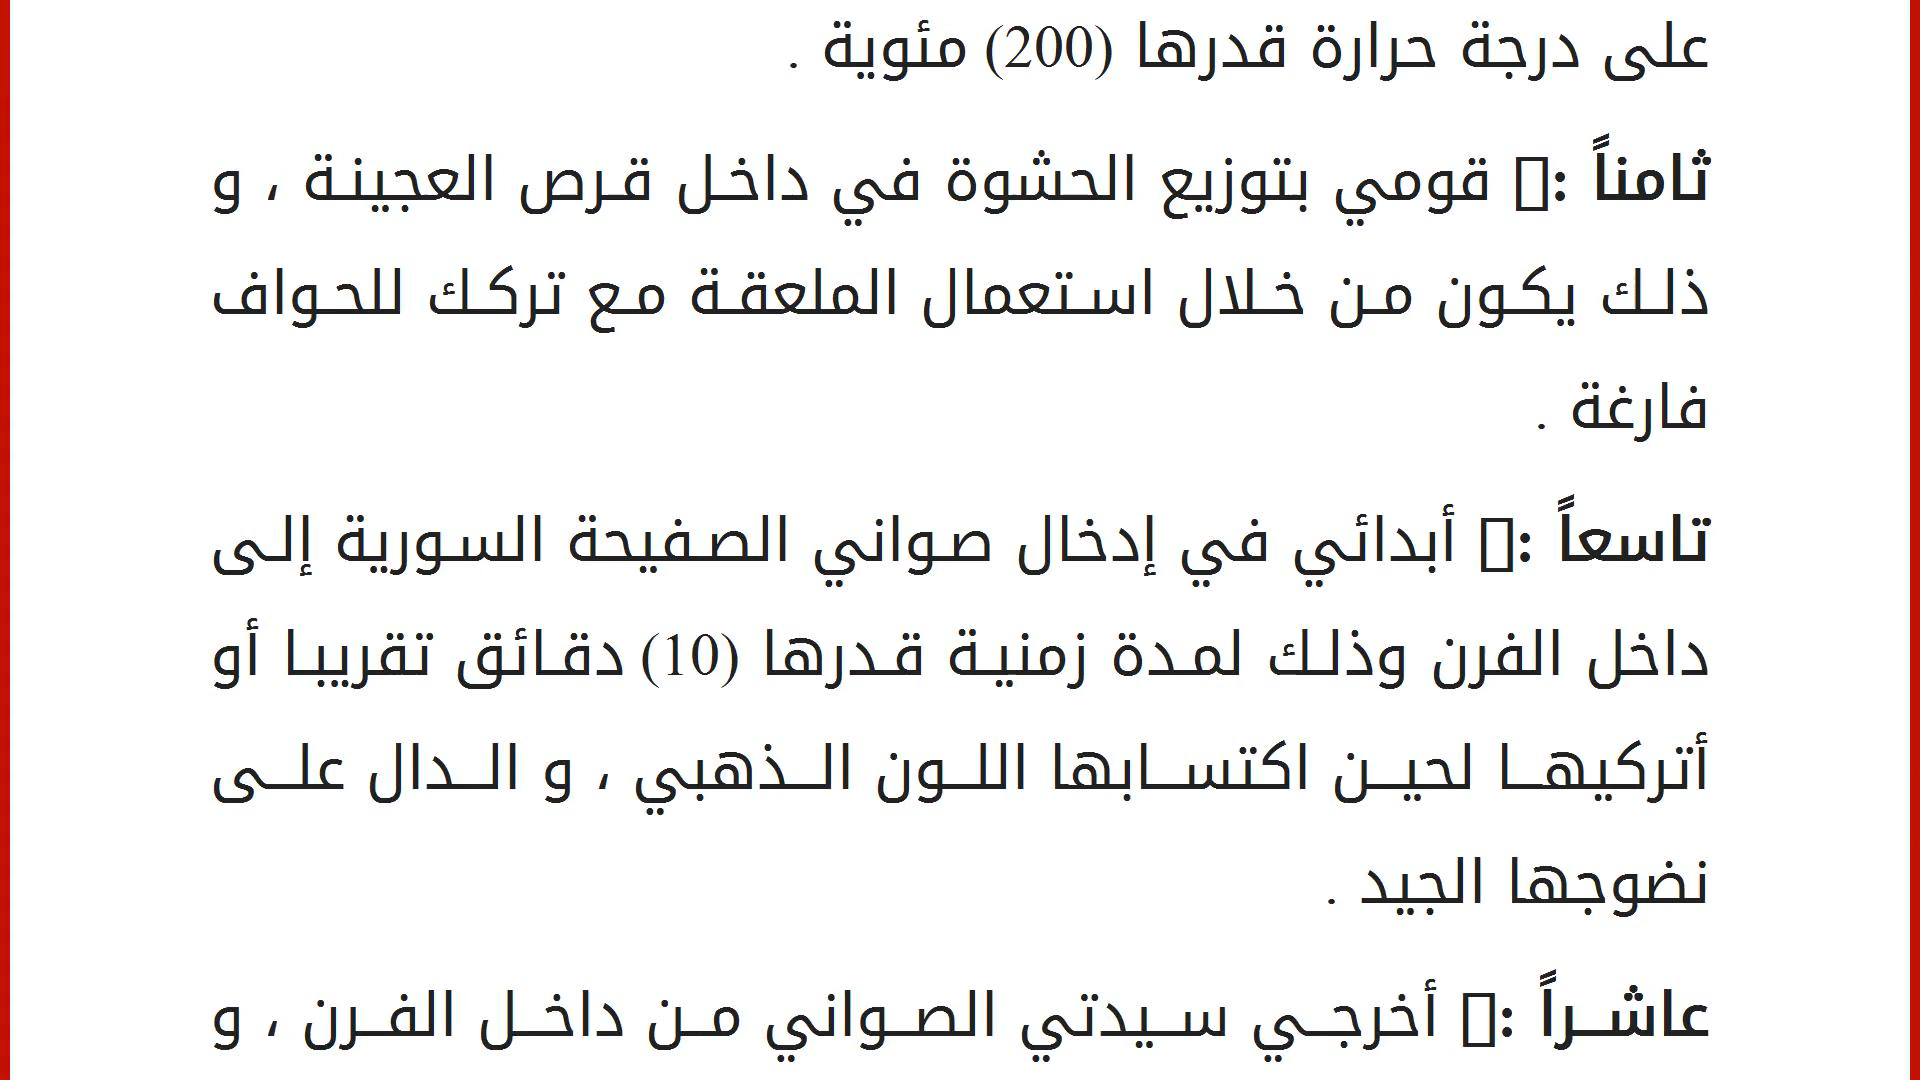 على درجة حرارة قدرها (200) مئوية .
ثامناً : قومي بتوزيع الحشوة في داخل قرص العجينة ، و
ذلك يكون من خلال استعمال الملعقة مع تركك للحواف
فارغة .
تاسعاً : أبدائي في إدخال صواني الصفيحة السورية إلى
داخل الفرن وذلك لمدة زمنية قدرها (10) دقائق تقريبا أو
أتركيها لحين اكتسابها اللون الذهبي ، و الدال على
نضوجها الجيد .
عاشراً : أخرجي سيدتي الصواني من داخل الفرن ، و